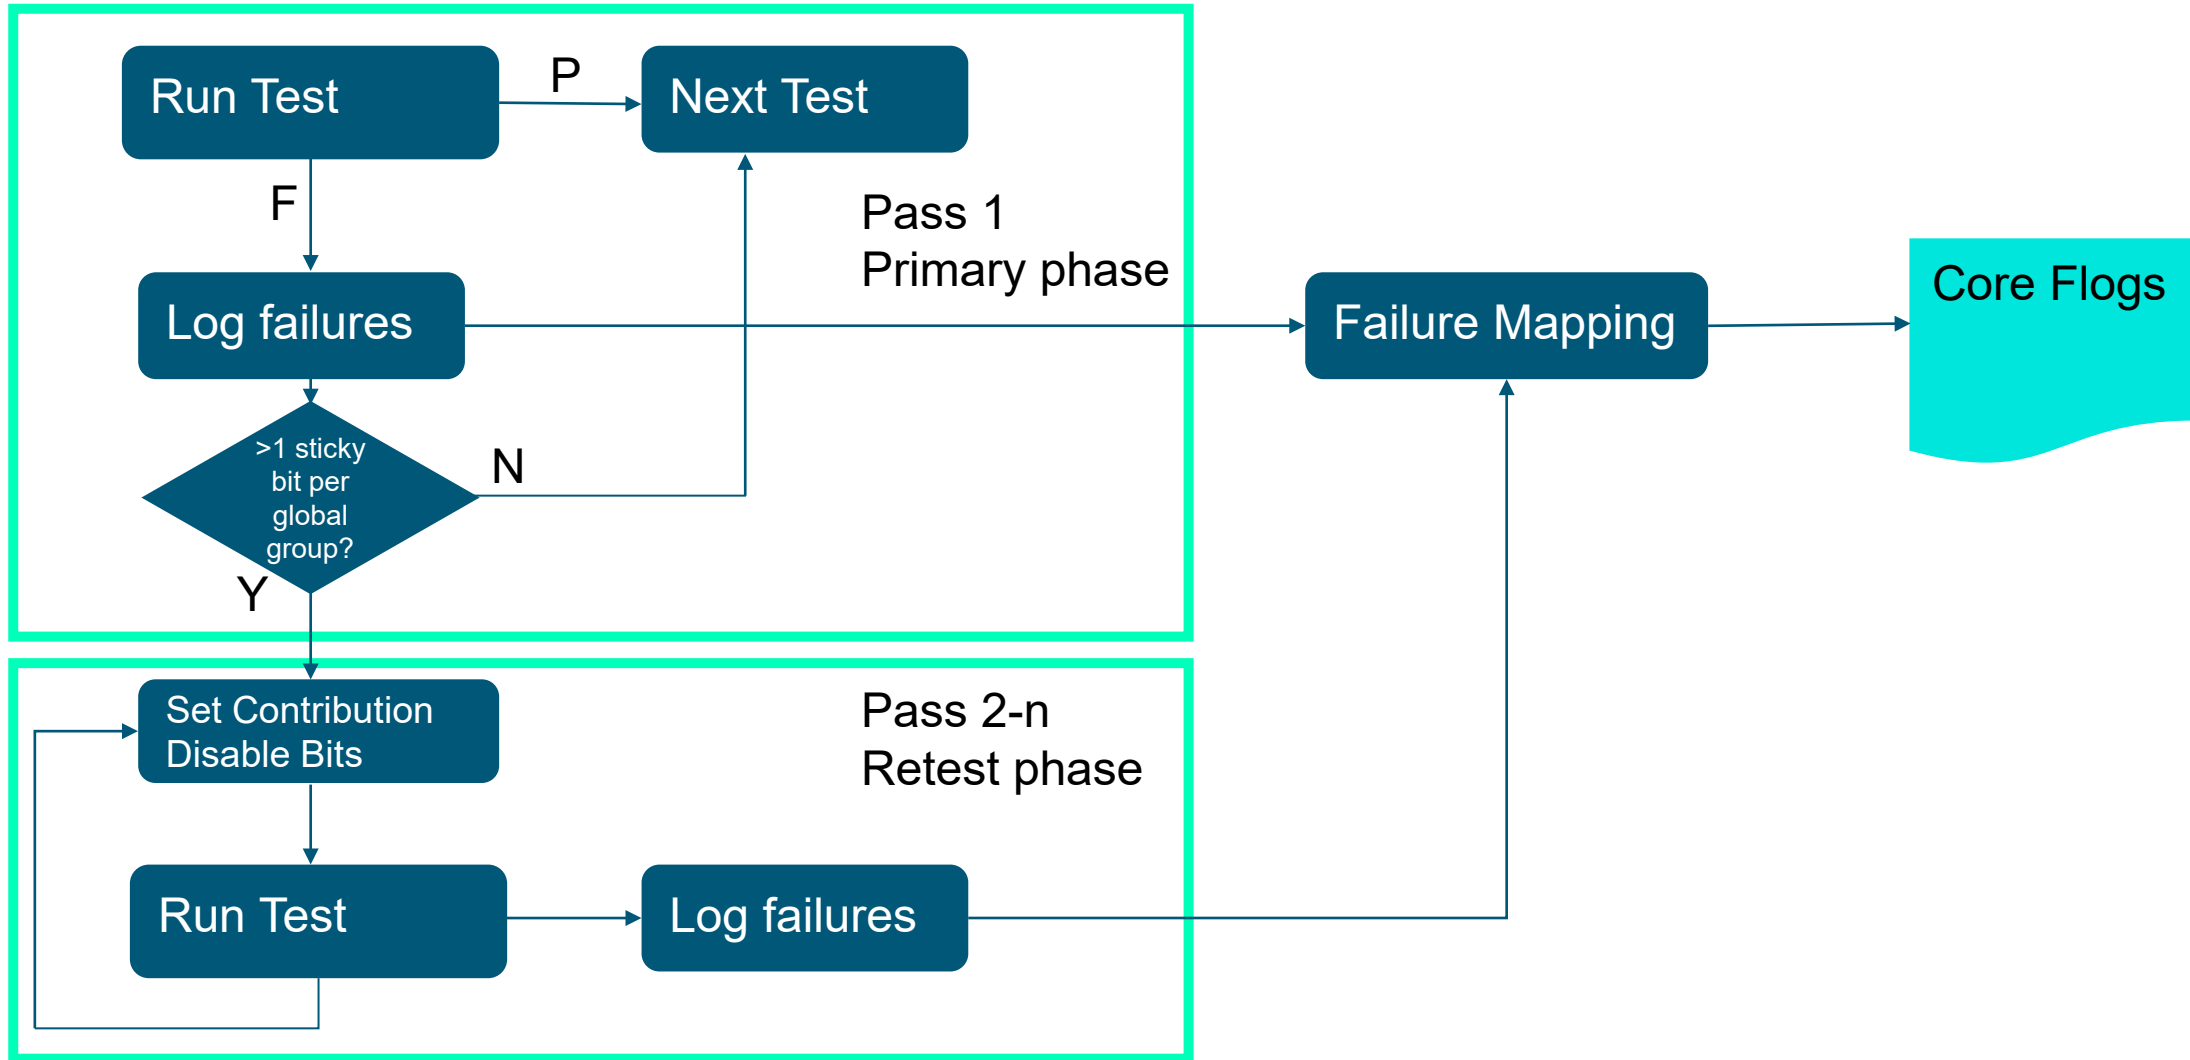 Run Test
P
Next Test
F
Pass 1
Primary phase
Log failures
Failure Mapping
Core Flogs
>1 sticky
bit per
global
group?
N
Y
Set Contribution
Disable Bits
Pass 2-n
Retest phase
Run Test
Log failures